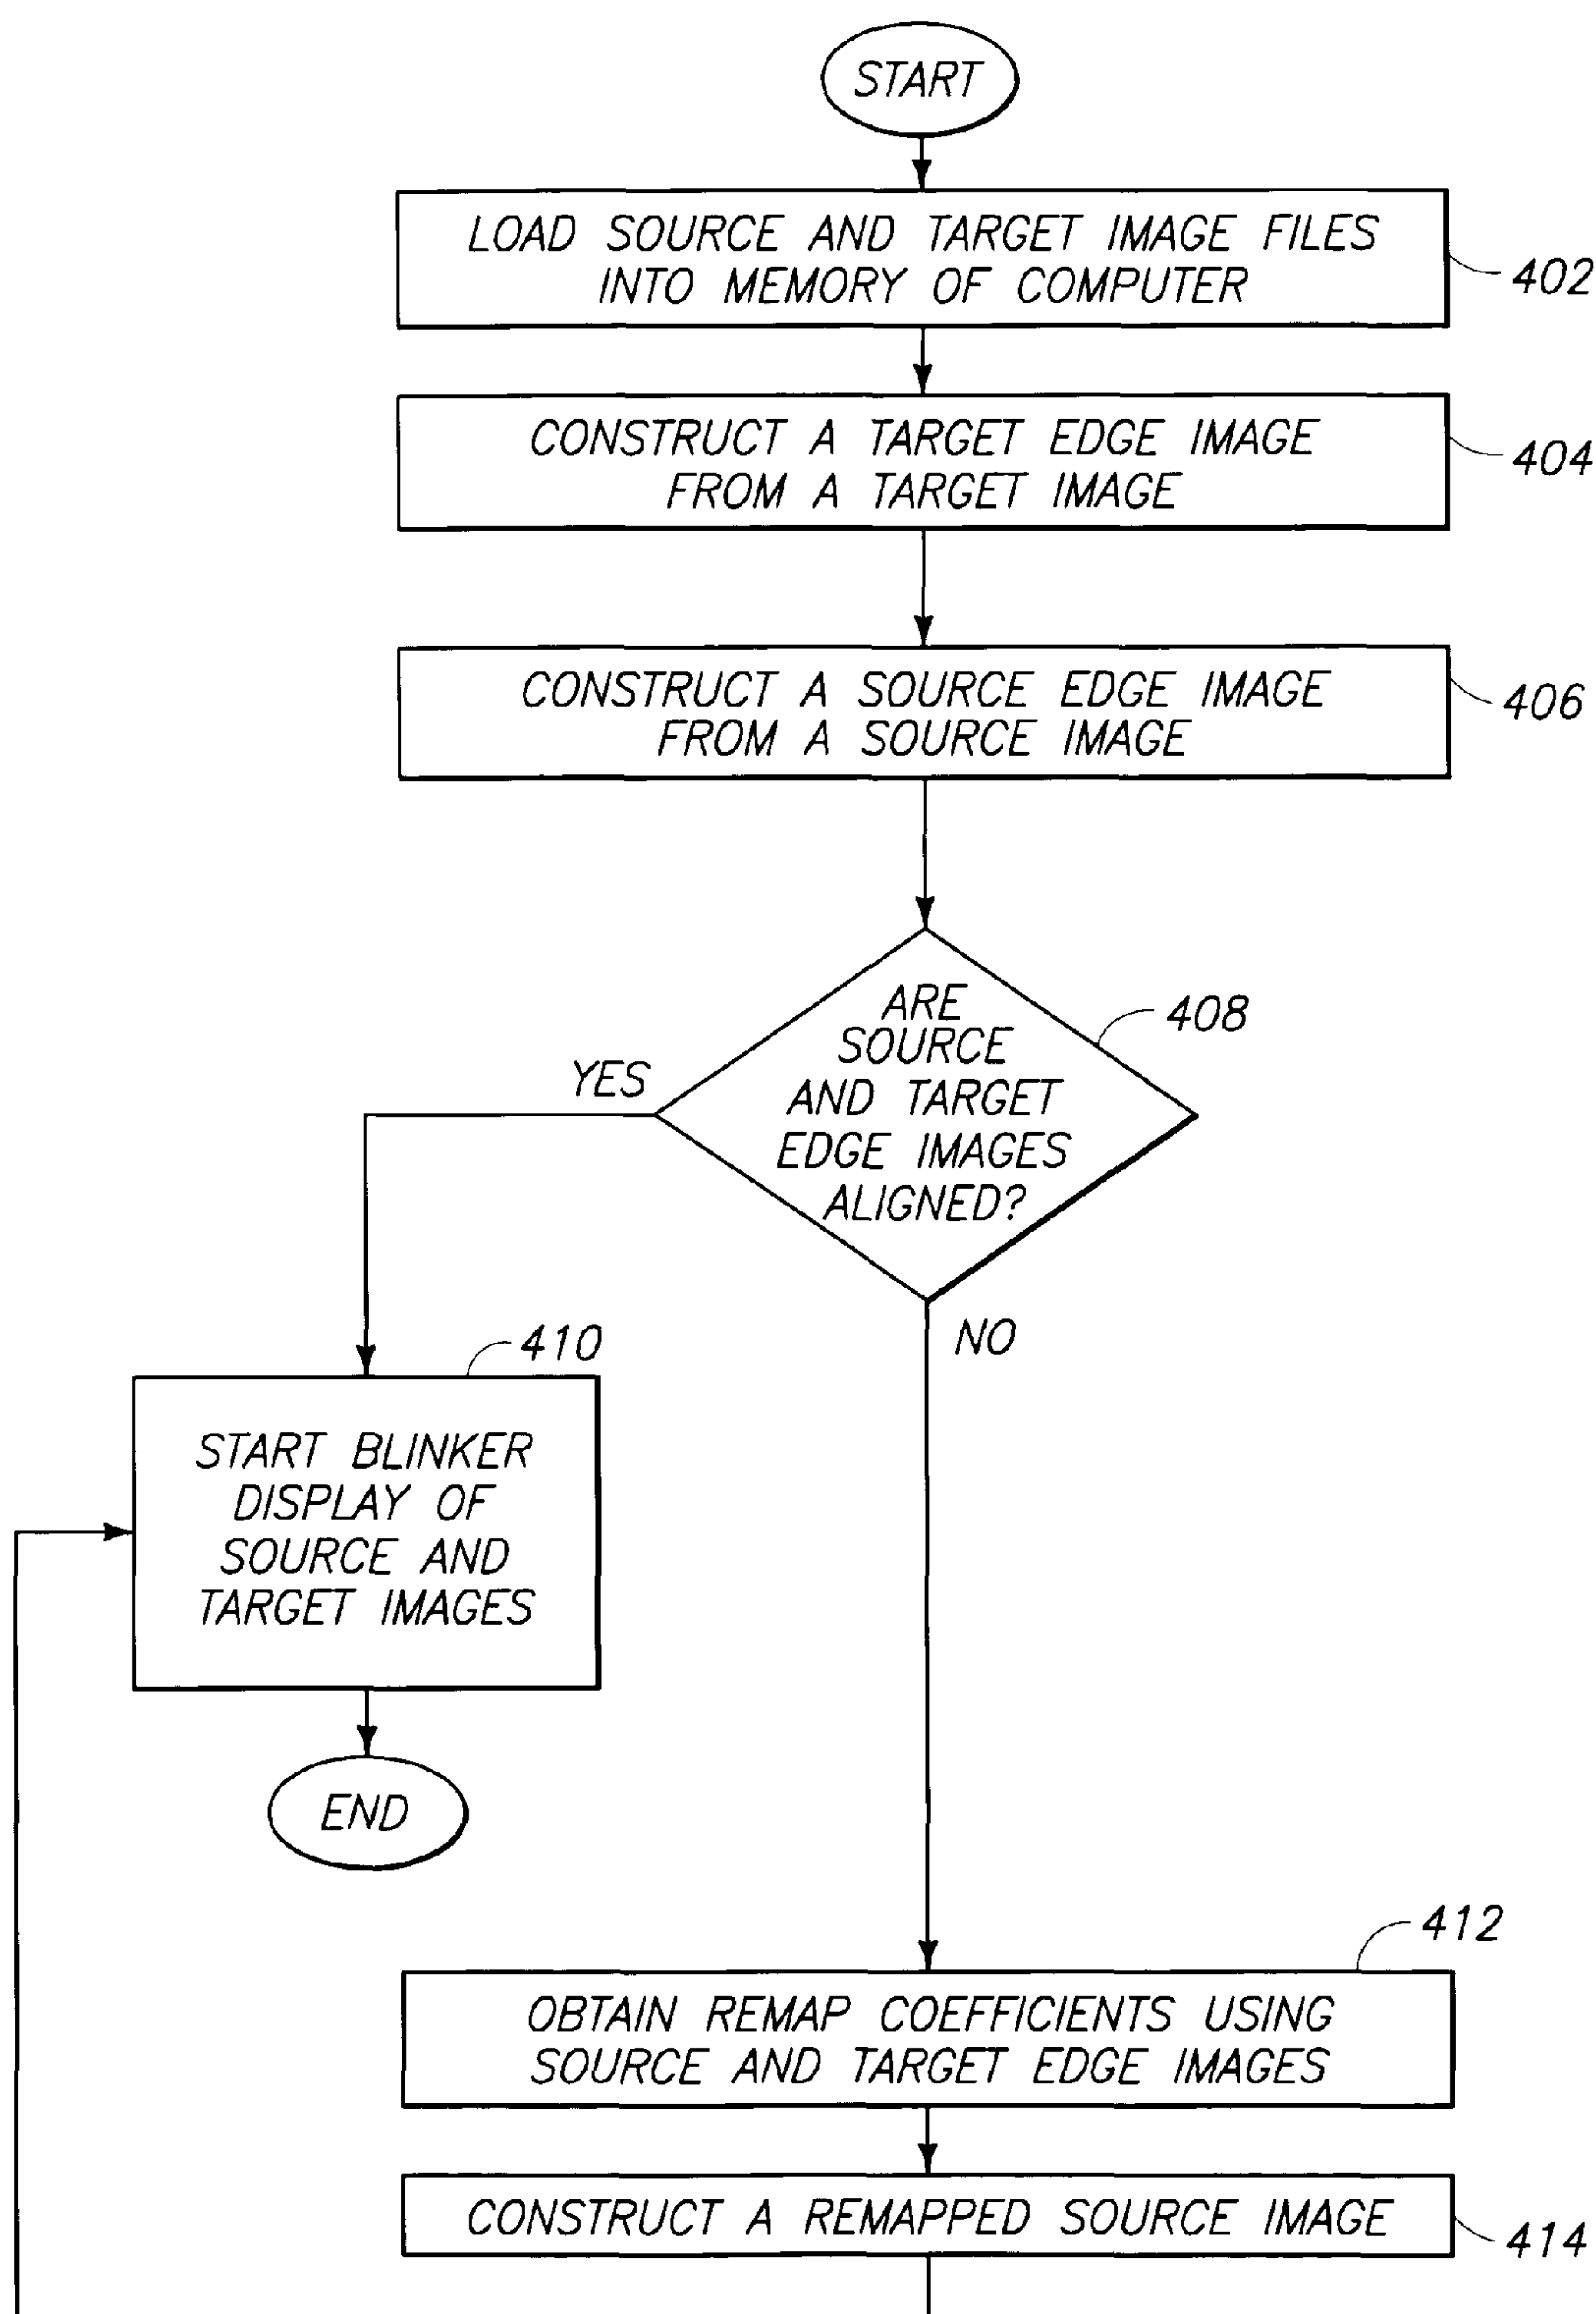 START
LOAD SOURCE AND TARGET IMAGE FILES
INTO MEMORY OF COMPUTER
402
CONSTRUCT A TARGET EDGE IMAGE
FROM A TARGET IMAGE
404
CONSTRUCT A SOURCE EDGE IMAGE
FROM A SOURCE IMAGE
406
ARE
SOURCE
AND TARGET
EDGE IMAGES
ALIGNED?
408
YES
NO
410
START BLINKER
DISPLAY OF
SOURCE AND
TARGET IMAGES
END
412
OBTAIN REMAP COEFFICIENTS USING
SOURCE AND TARGET EDGE IMAGES
CONSTRUCT A REMAPPED SOURCE IMAGE
414